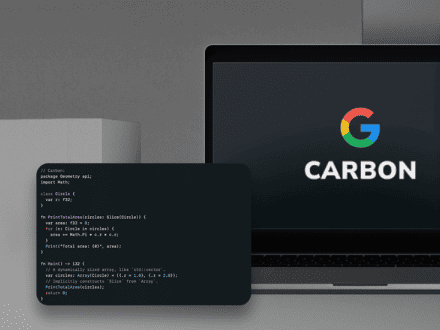 CARBON
// Carbon:
package Geometry api;
import Math;
class Circle {
var r: f32;
}
fn PrintTotalArea(circles: Slice(Circle)) {
var area: f32 = 0;
for (c: Circle in circles) {
area += Math.Pi * c.r * c.r;
}
Print("Total area: {0}", area);
}
fn Main() -> i32 {
// A dynamically sized array, like `std::vector`.
var circles: Array(Circle) = ({.r = 1.0}, {.r = 2.0});
// Implicitly constructs `Slice` from `Array`.
PrintTotalArea(circles);
return 0;
}